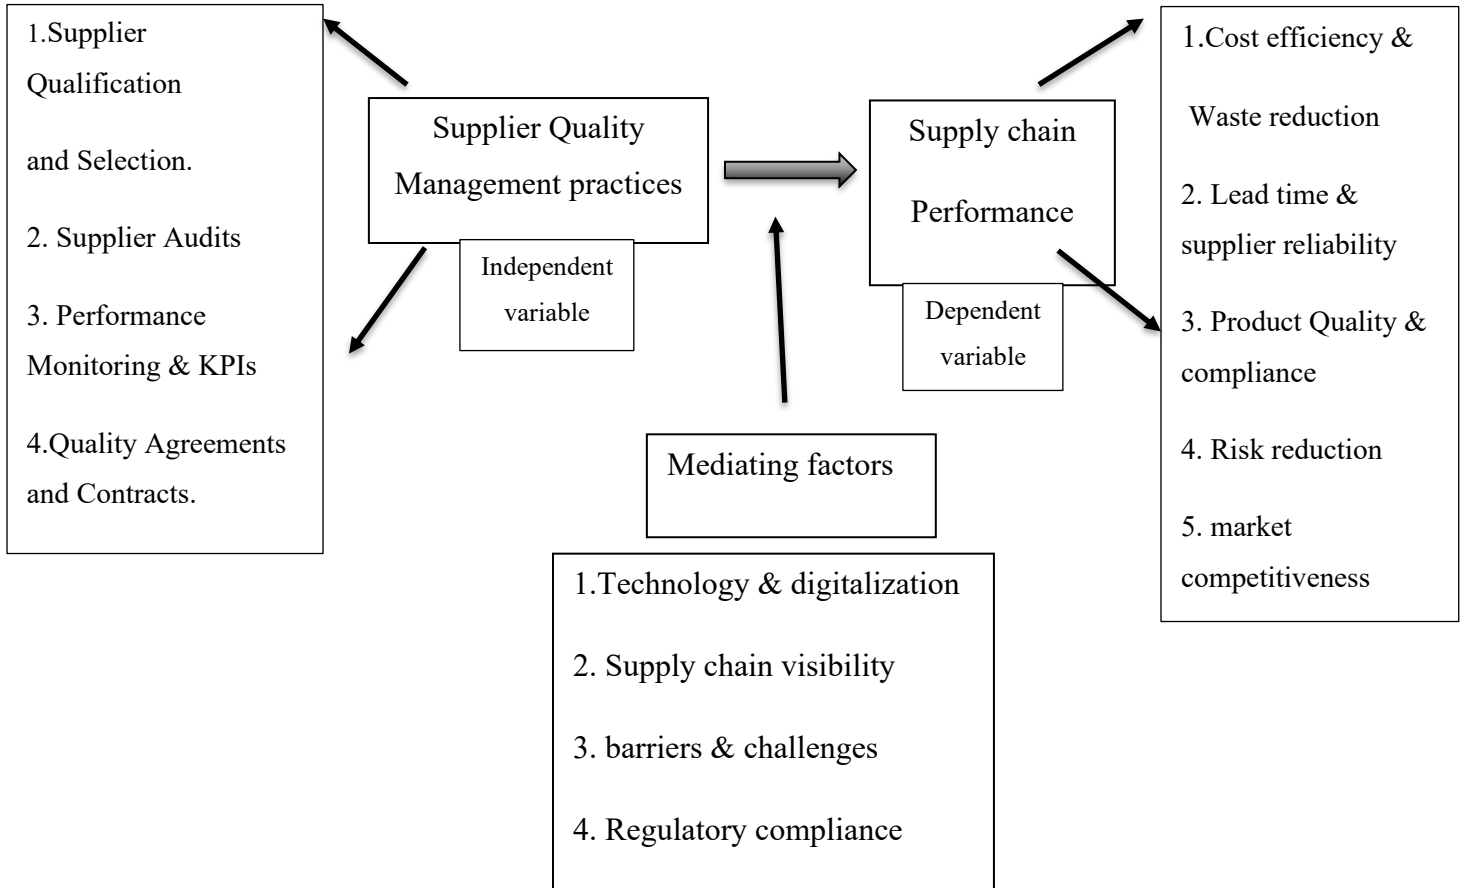 1.Supplier
Qualification
and Selection.
2. Supplier Audits
3. Performance
Monitoring & KPIs
4.Quality Agreements
and Contracts.
Supplier Quality
Management practices
Independent
variable
Supply chain
Performance
Dependent
variable
1.Cost efficiency &
Waste reduction
2. Lead time &
supplier reliability
3. Product Quality &
compliance
4. Risk reduction
5. market
competitiveness
Mediating factors
1.Technology & digitalization
2. Supply chain visibility
3. barriers & challenges
4. Regulatory compliance